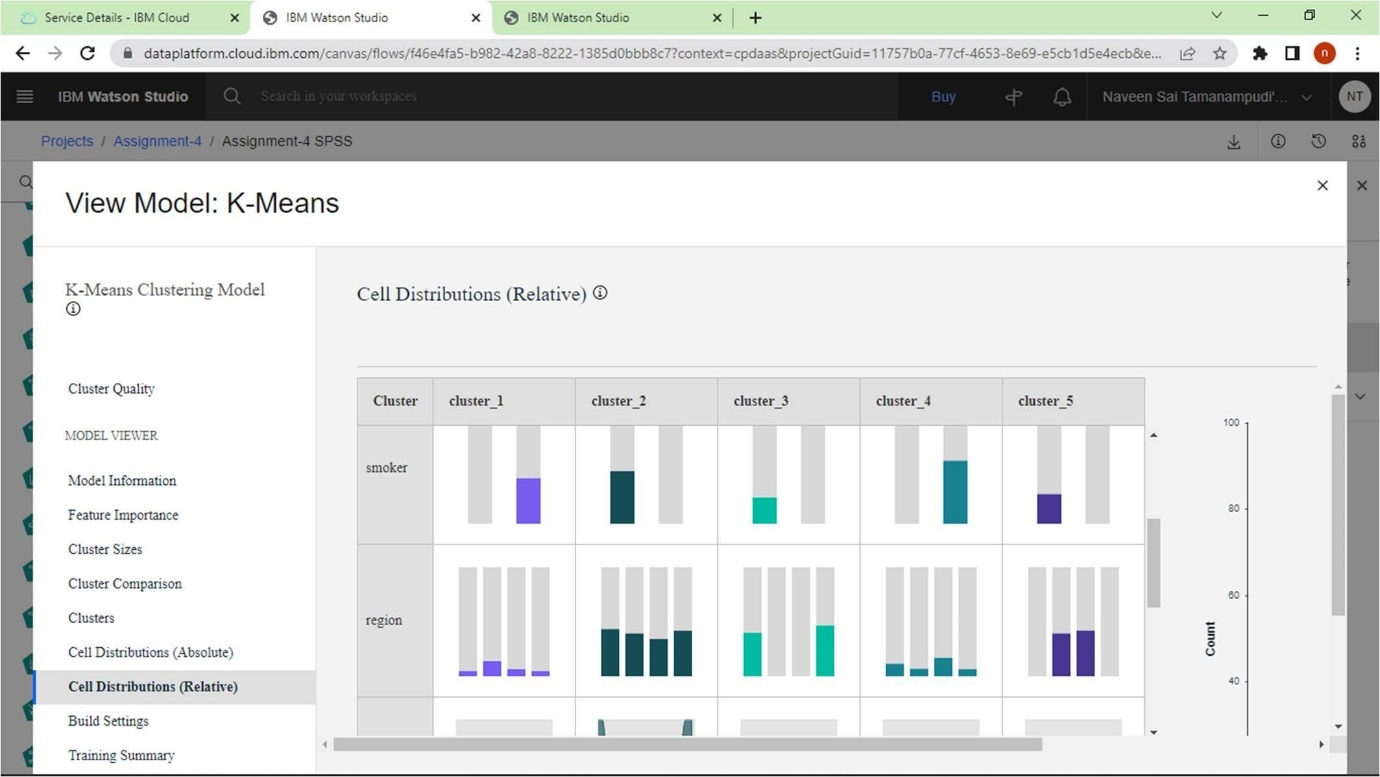 Service Details - IBM Cloud
IBM Watson Studio
IBM Watson Studio
dataplatform.cloud.ibm.com/canvas/flows/f46e4fa5-b982-42a8-8222-1385d0bbb8c7?context=cpdaas&projectGuid=11757b0a-77cf-4653-8e69-e5cb1d5e4ecb&e...
n
IBM Watson Studio
Search in your workspaces
Buy
Naveen Sai Tamanampudi'...
NT
Projects / Assignment-4 / Assignment-4 SPSS
View Model: K-Means
K-Means Clustering Model
Cluster Quality
MODEL VIEWER
Model Information
Feature Importance
Cluster Sizes
Cluster Comparison
Clusters
Cell Distributions (Absolute)
Cell Distributions (Relative)
Build Settings
Training Summary
Cell Distributions (Relative)
Cluster cluster_1 cluster_2 cluster_3 cluster_4 cluster_5
smoker
region
100
80
60
40
Count